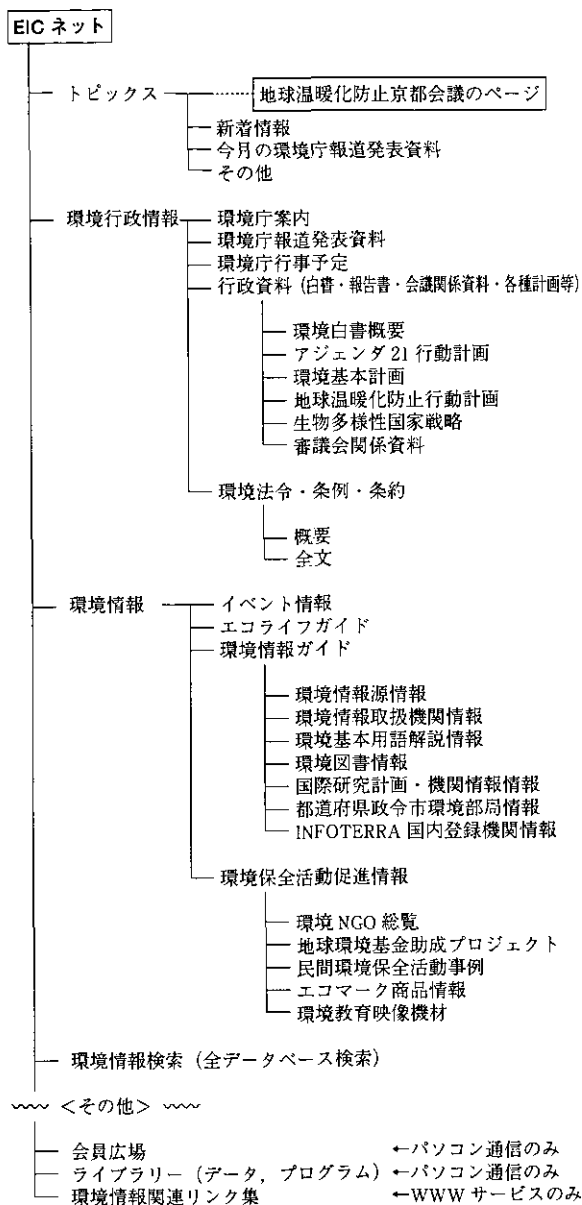 EIC ネット
トピックス
地球温暖化防止京都会議のページ
新着情報
今月の環境庁報道発表資料
その他
環境行政情報
環境庁案内
環境庁報道発表資料
環境庁行事予定
行政資料（白書・報告書・会議関係資料・各種計画等）
環境白書概要
アジェンダ 21 行動計画
環境基本計画
地球温暖化防止行動計画
生物多様性国家戦略
審議会関係資料
環境法令・条例・条約
概要
全文
環境情報
イベント情報
エコライフガイド
環境情報ガイド
環境情報源情報
環境情報取扱機関情報
環境基本用語解説情報
環境図書情報
国際研究計画・機関情報情報
都道府県政令市環境部局情報
INFOTERRA 国内登録機関情報
環境保全活動促進情報
環境 NGO 総覧
地球環境基金助成プロジェクト
民間環境保全活動事例
エコマーク商品情報
環境教育映像機材
環境情報検索（全データベース検索）
＜その他＞
会員広場 ←パソコン通信のみ
ライブラリー（データ，プログラム） ←パソコン通信のみ
環境情報関連リンク集 ←WWW サービスのみ